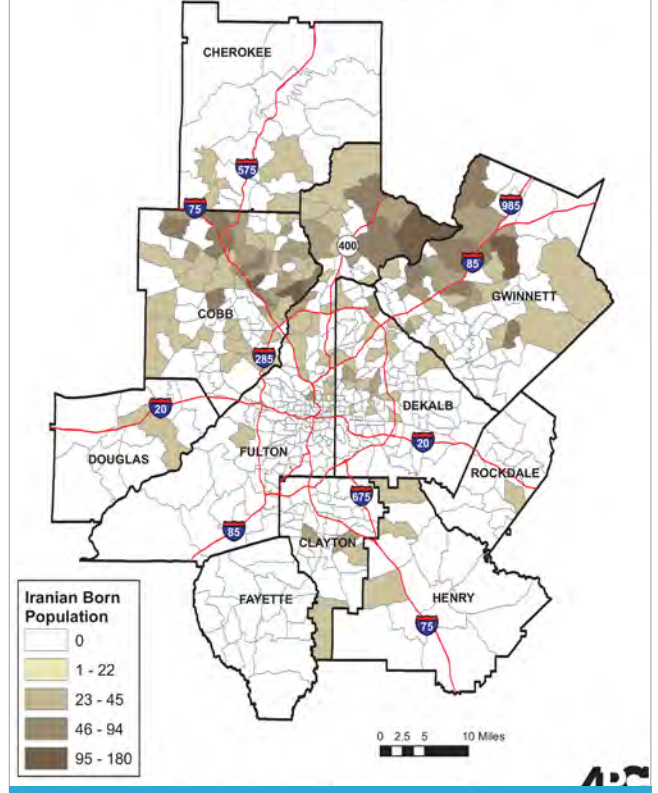 CHEROKEE
575
75
985
400
85
GWINNETT
COBB
285
20
DEKALB
20
DOUGLAS
FULTON
ROCKDALE
675
85
CLAYTON
FAYETTE
HENRY
75
Iranian Born
Population
0
1 - 22
23 - 45
46 - 94
95 - 180
0 2.5 5 10 Miles